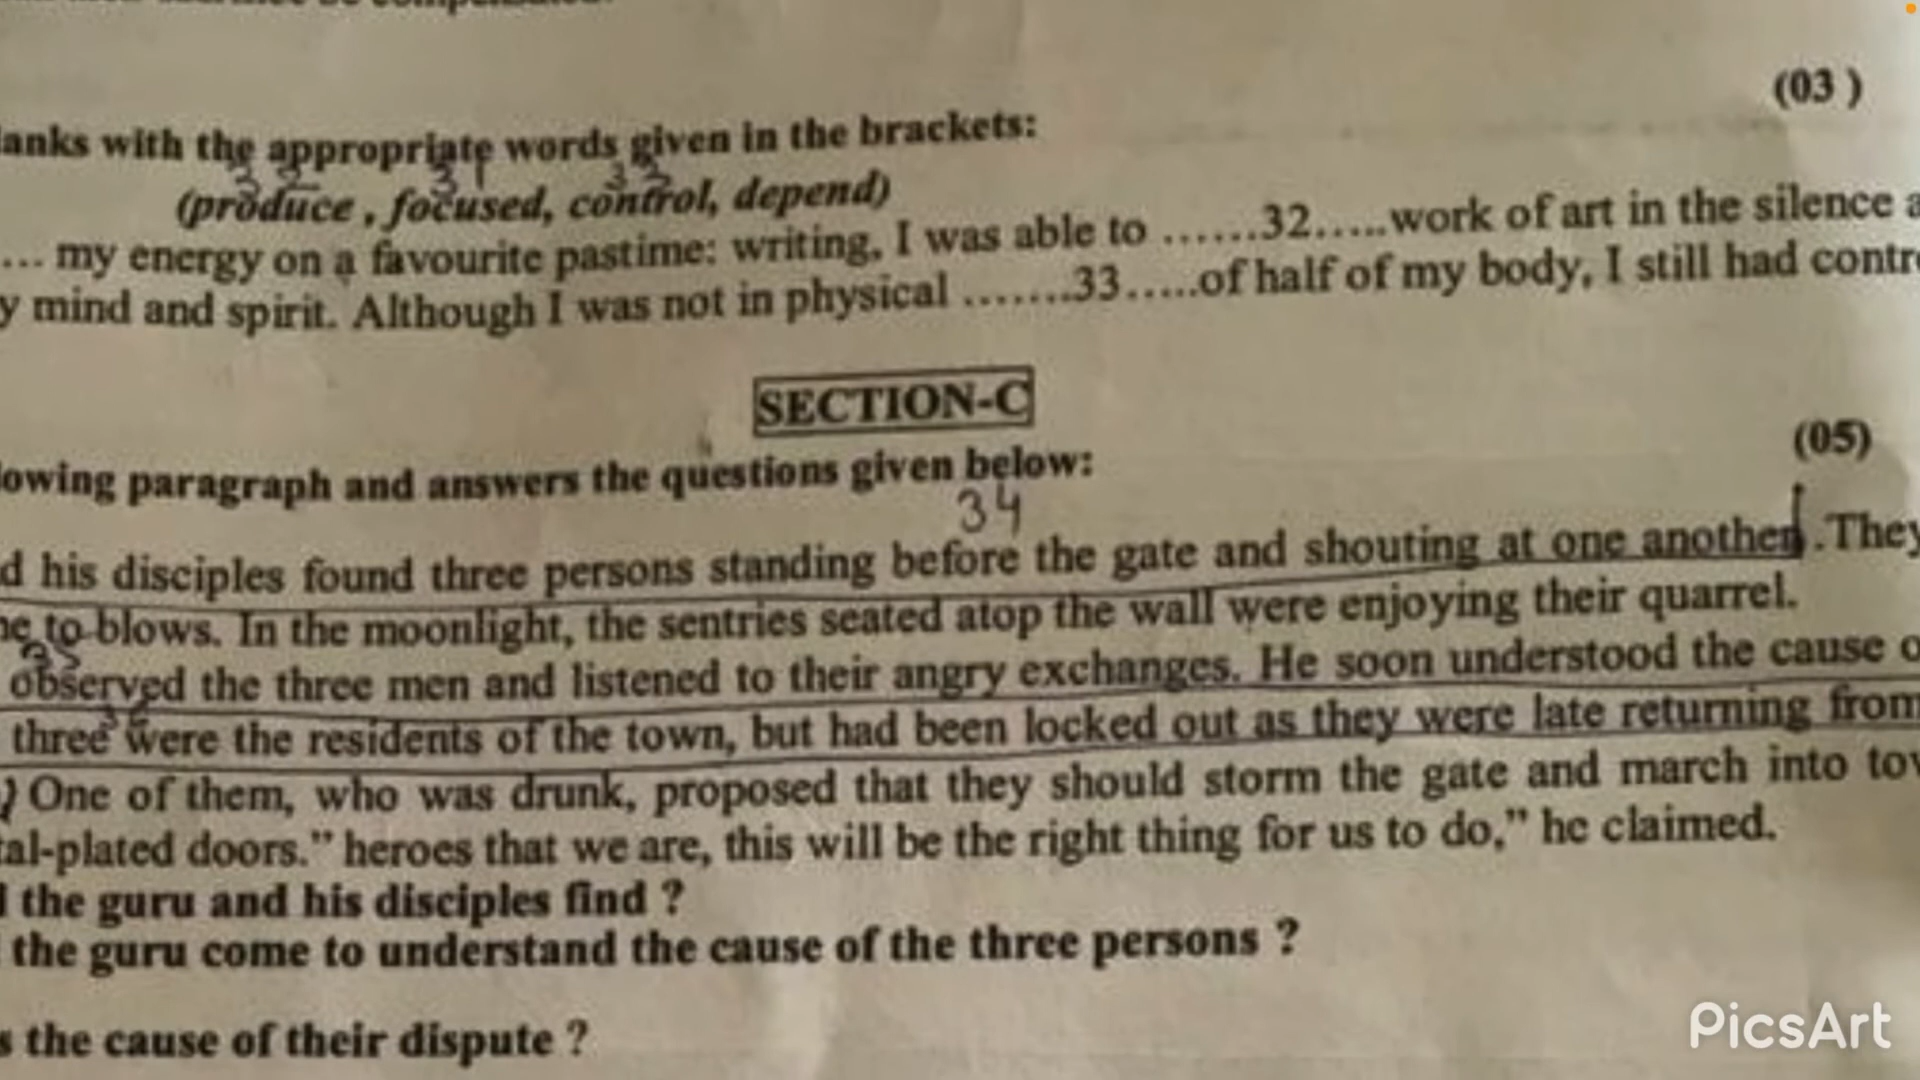 (03 )
anks with the appropriate words given in the brackets:
32 31 33
(produce , focused, control, depend)
... my energy on a favourite pastime: writing, I was able to ......32.....work of art in the silence a
y mind and spirit. Although I was not in physical .......33.....of half of my body, I still had contr
SECTION-C
(05)
owing paragraph and answers the questions given below:
34
d his disciples found three persons standing before the gate and shouting at one another .They
to blows. In the moonlight, the sentries seated atop the wall were enjoying their quarrel.
35
observed the three men and listened to their angry exchanges. He soon understood the cause o
36
three were the residents of the town, but had been locked out as they were late returning from
One of them, who was drunk, proposed that they should storm the gate and march into tow
tal-plated doors." heroes that we are, this will be the right thing for us to do," he claimed.
the guru and his disciples find ?
the guru come to understand the cause of the three persons ?
s the cause of their dispute ?
PicsArt